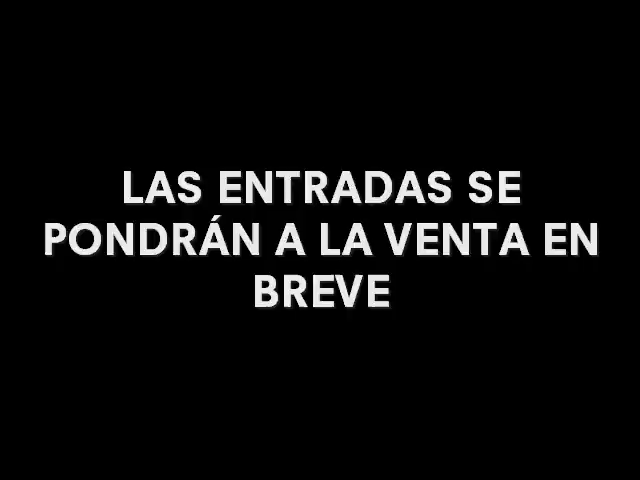 LAS ENTRADAS SE
PONDRÁN A LA VENTA EN
BREVE